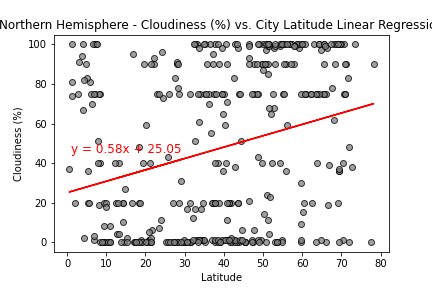 Northern Hemisphere - Cloudiness (%) vs. City Latitude Linear Regressio
100
80
60
40
20
0
Cloudiness (%)
y = 0.58x + 25.05
0 10 20 30 40 50 60 70 80
Latitude